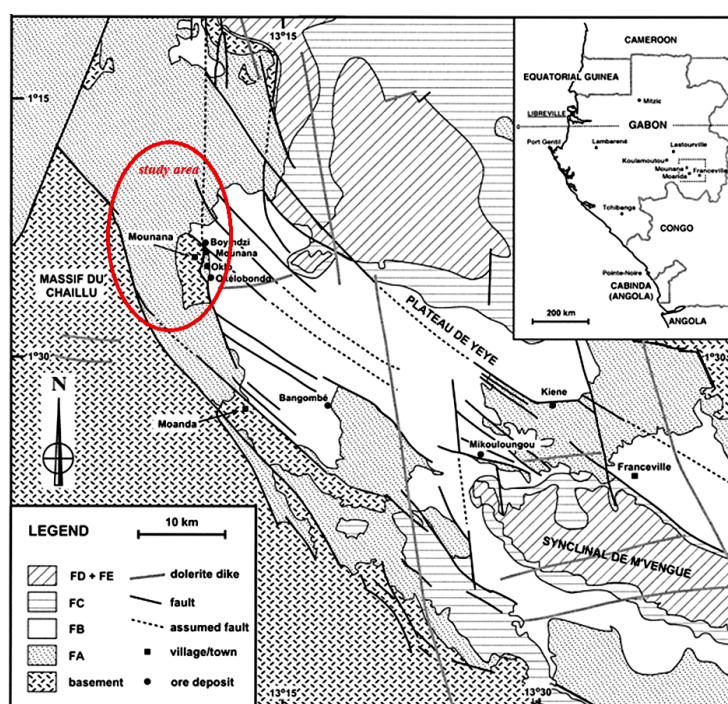 13°15
1°15
study area
Boyindzi
Mounana
Mounana
Oklo
Okélobondo
MASSIF DU
CHAILLU
PLATEAU DE YEYE
1°30
N
Bangombé
Kiene
Moanda
Mikouloungou
Franceville
SYNCLINAL DE M'VENGUE
13°15
13°30
LEGEND
10 km
FD + FE
dolerite dike
FC
fault
FB
assumed fault
FA
village/town
basement
ore deposit
CAMEROON
EQUATORIAL GUINEA
Mitzic
LIBREVILLE
GABON
Port Gentil
Lambarené
Lastourville
Koulamoutou
Mounana
Moanda
Franceville
Tchibanga
CONGO
Pointe-Noire
CABINDA
(ANGOLA)
200 km
ANGOLA